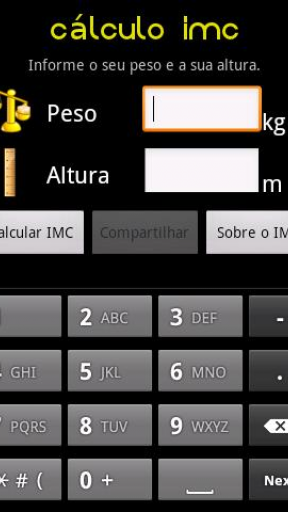 cálculo imc
Informe o seu peso e a sua altura.
Peso
kg
Altura
m
alcular IMC Compartilhar Sobre o IM
2 ABC 3 DEF -
GHI 5 JKL 6 MNO .
PQRS 8 TUV 9 WXYZ
* # ( 0 + Nex